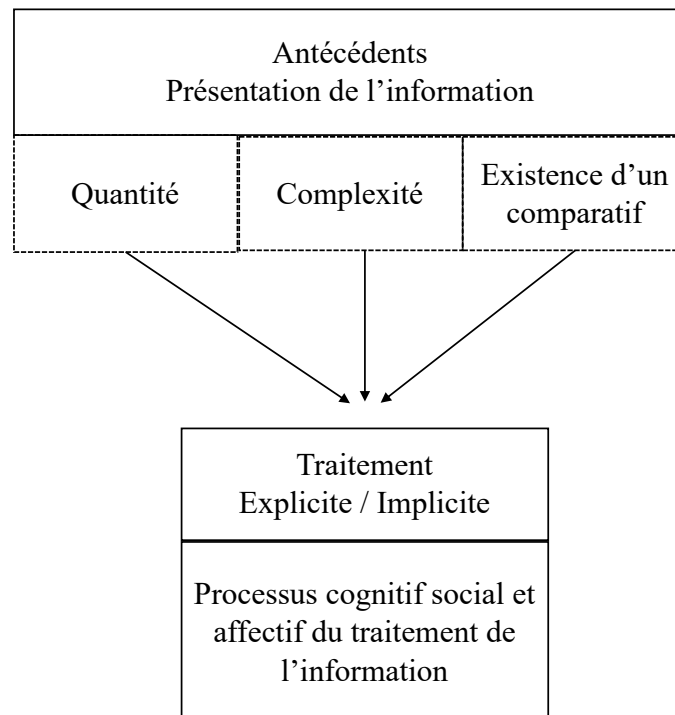 Antécédents
Présentation de l’information
Quantité
Complexité
Existence d’un
comparatif
Traitement
Explicite / Implicite
Processus cognitif social et
affectif du traitement de
l’information